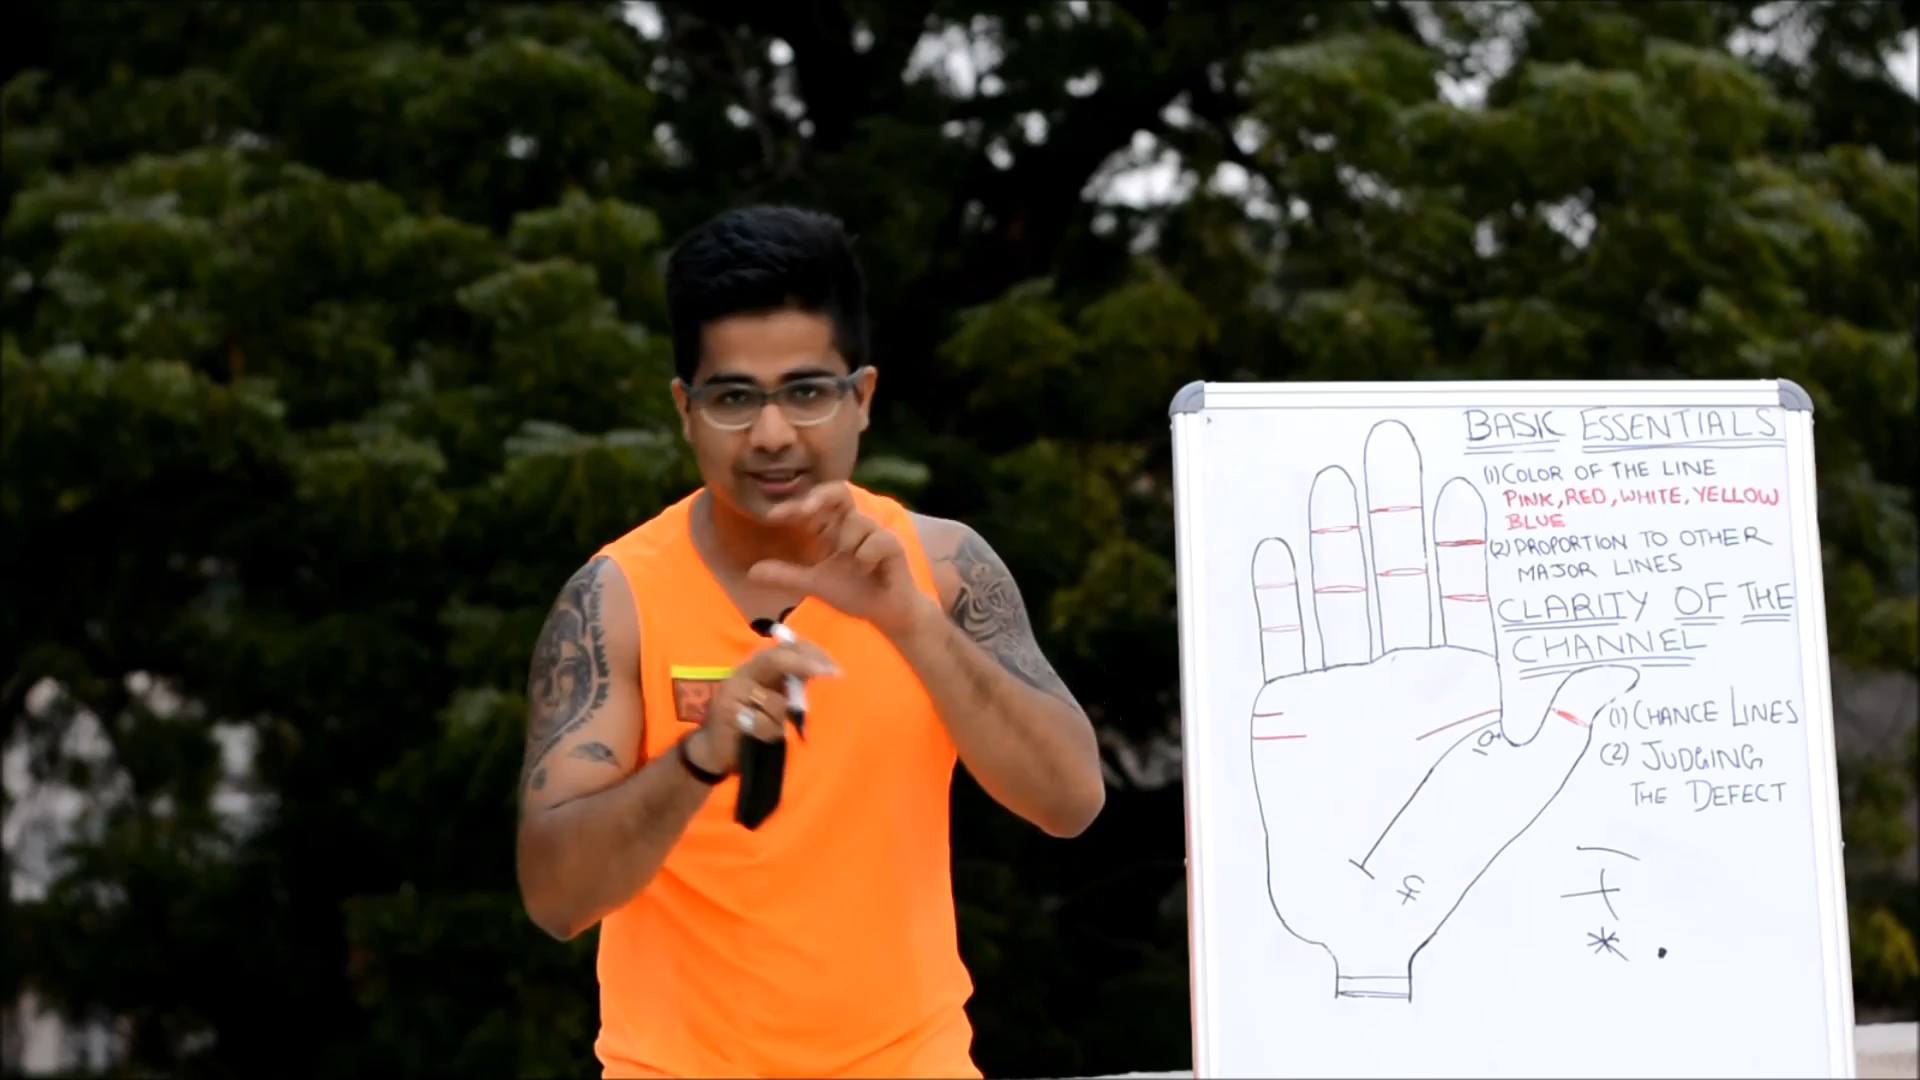 BASIC ESSENTIALS
(1) COLOR OF THE LINE
PINK, RED, WHITE, YELLOW
BLUE
(2) PROPORTION TO OTHER
MAJOR LINES
CLARITY OF THE
CHANNEL
(1) CHANCE LINES
(2) JUDGING
THE DEFECT